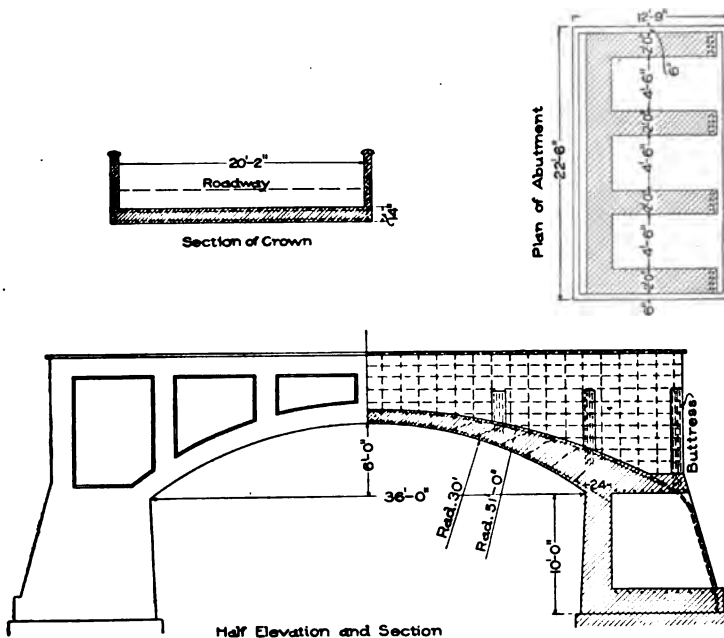 12'-9"
6"
2'0"
4'-6"
2'0"
4'-6"
2'0"
4'-6"
2'0"
6"
22'-6"
Plan of Abutment
20'-2"
Roadway
14"
Section of Crown
6'-0"
36'-0"
Rad. 30'
Rad. 51'-0"
24
10'-0"
Buttress
Half Elevation and Section